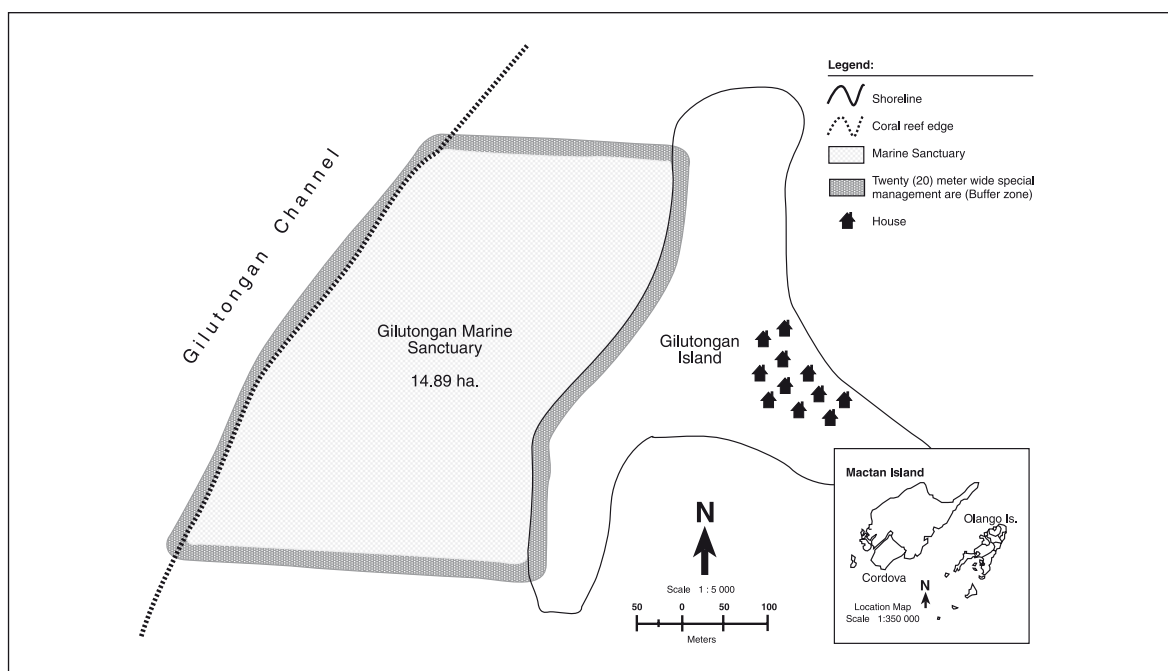 Gilutongan Channel
Gilutongan Marine
Sanctuary
14.89 ha.
Gilutongan
Island
Legend:
Shoreline
Coral reef edge
Marine Sanctuary
Twenty (20) meter wide special
management are (Buffer zone)
House
N
Scale 1 : 5 000
50 0 50 100
Meters
Mactan Island
Olango Is.
Cordova
N
Location Map
Scale 1:350 000